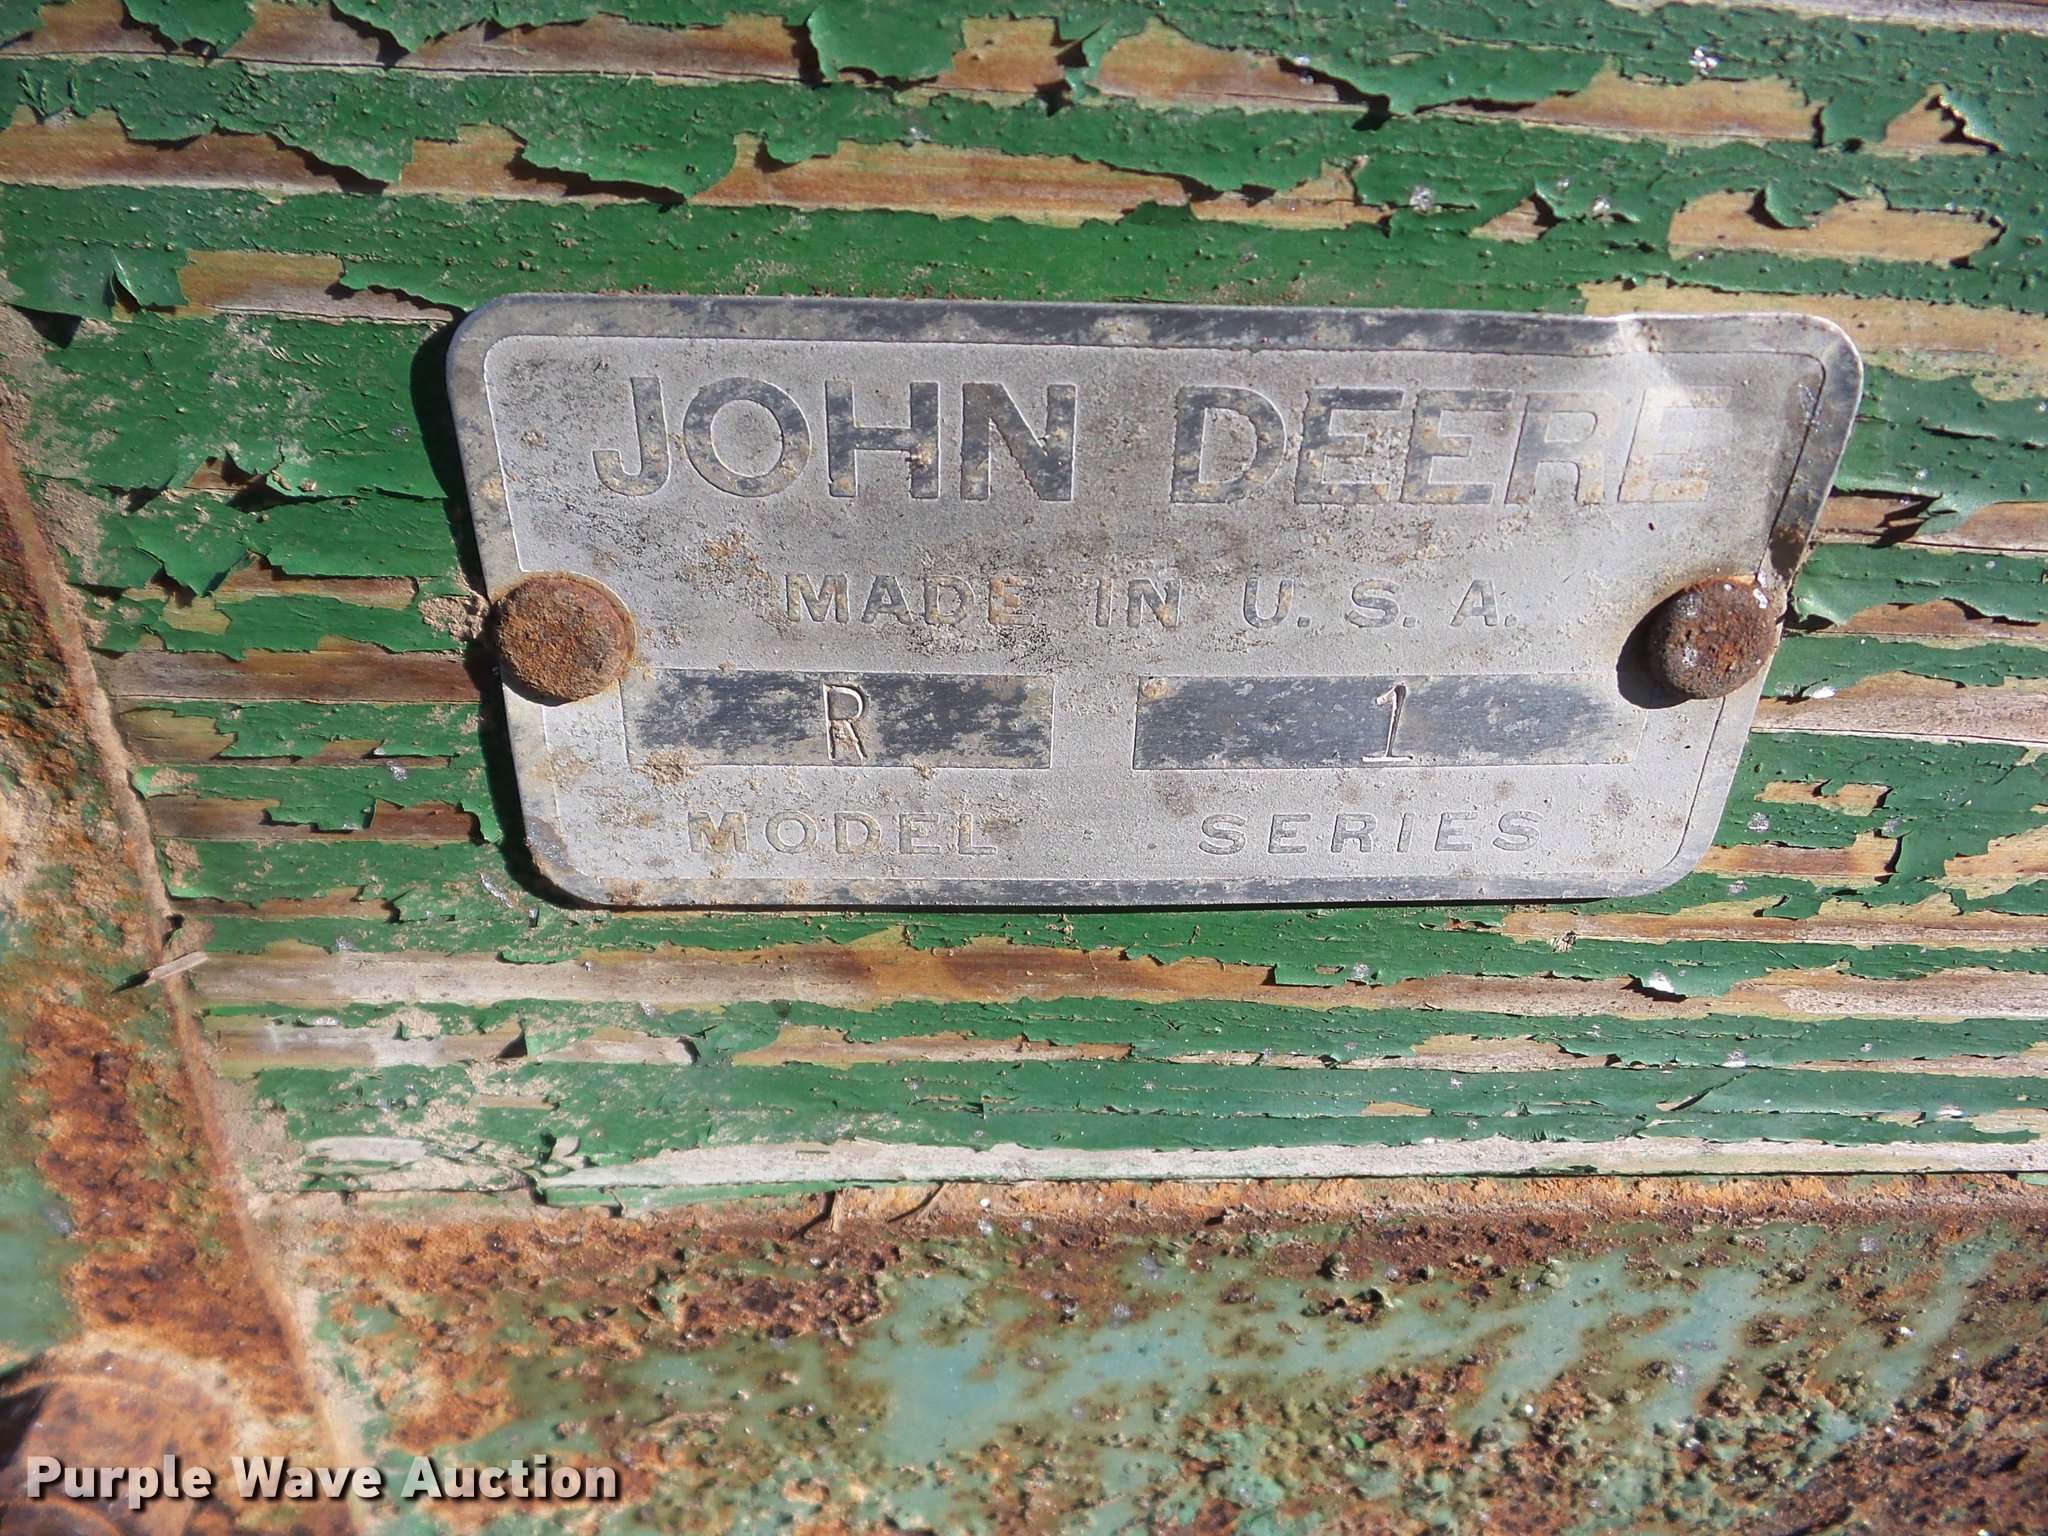 JOHN DEERE
MADE IN U.S.A.
R 1
MODEL SERIES
Purple Wave Auction